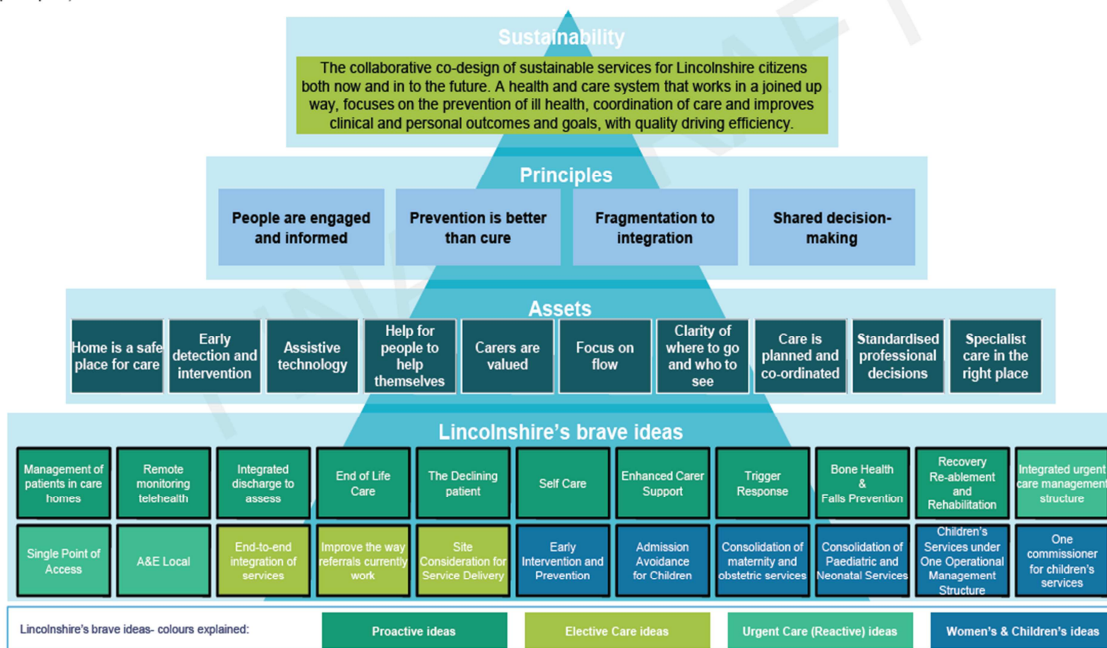 Sustainability
The collaborative co-design of sustainable services for Lincolnshire citizens
both now and in to the future. A health and care system that works in a joined up
way, focuses on the prevention of ill health, coordination of care and improves
clinical and personal outcomes and goals, with quality driving efficiency.
Principles
People are engaged
and informed
Prevention is better
than cure
Fragmentation to
integration
Shared decision-
making
Assets
Home is a safe
place for care
Early
detection and
intervention
Assistive
technology
Help for
people to
help
themselves
Carers are
valued
Focus on
flow
Clarity of
where to go
and who to
see
Care is
planned and
co-ordinated
Standardised
professional
decisions
Specialist
care in the
right place
Lincolnshire's brave ideas
Management of
patients in care
homes
Remote
monitoring
telehealth
Integrated
discharge to
assess
End of Life
Care
The Declining
patient
Self Care
Enhanced Carer
Support
Trigger
Response
Bone Health
&
Falls Prevention
Recovery
Re-ablement
and
Rehabilitation
Integrated urgent
care management
structure
Single Point of
Access
A&E Local
End-to-end
integration of
services
Improve the way
referrals currently
work
Site
Consideration for
Service Delivery
Early
Intervention and
Prevention
Admission
Avoidance
for Children
Consolidation of
maternity and
obstetric services
Consolidation of
Paediatric and
Neonatal Services
Children's
Services under
One Operational
Management
Structure
One
commissioner
for children's
services
Lincolnshire's brave ideas- colours explained:
Proactive ideas
Elective Care ideas
Urgent Care (Reactive) ideas
Women's & Children's ideas